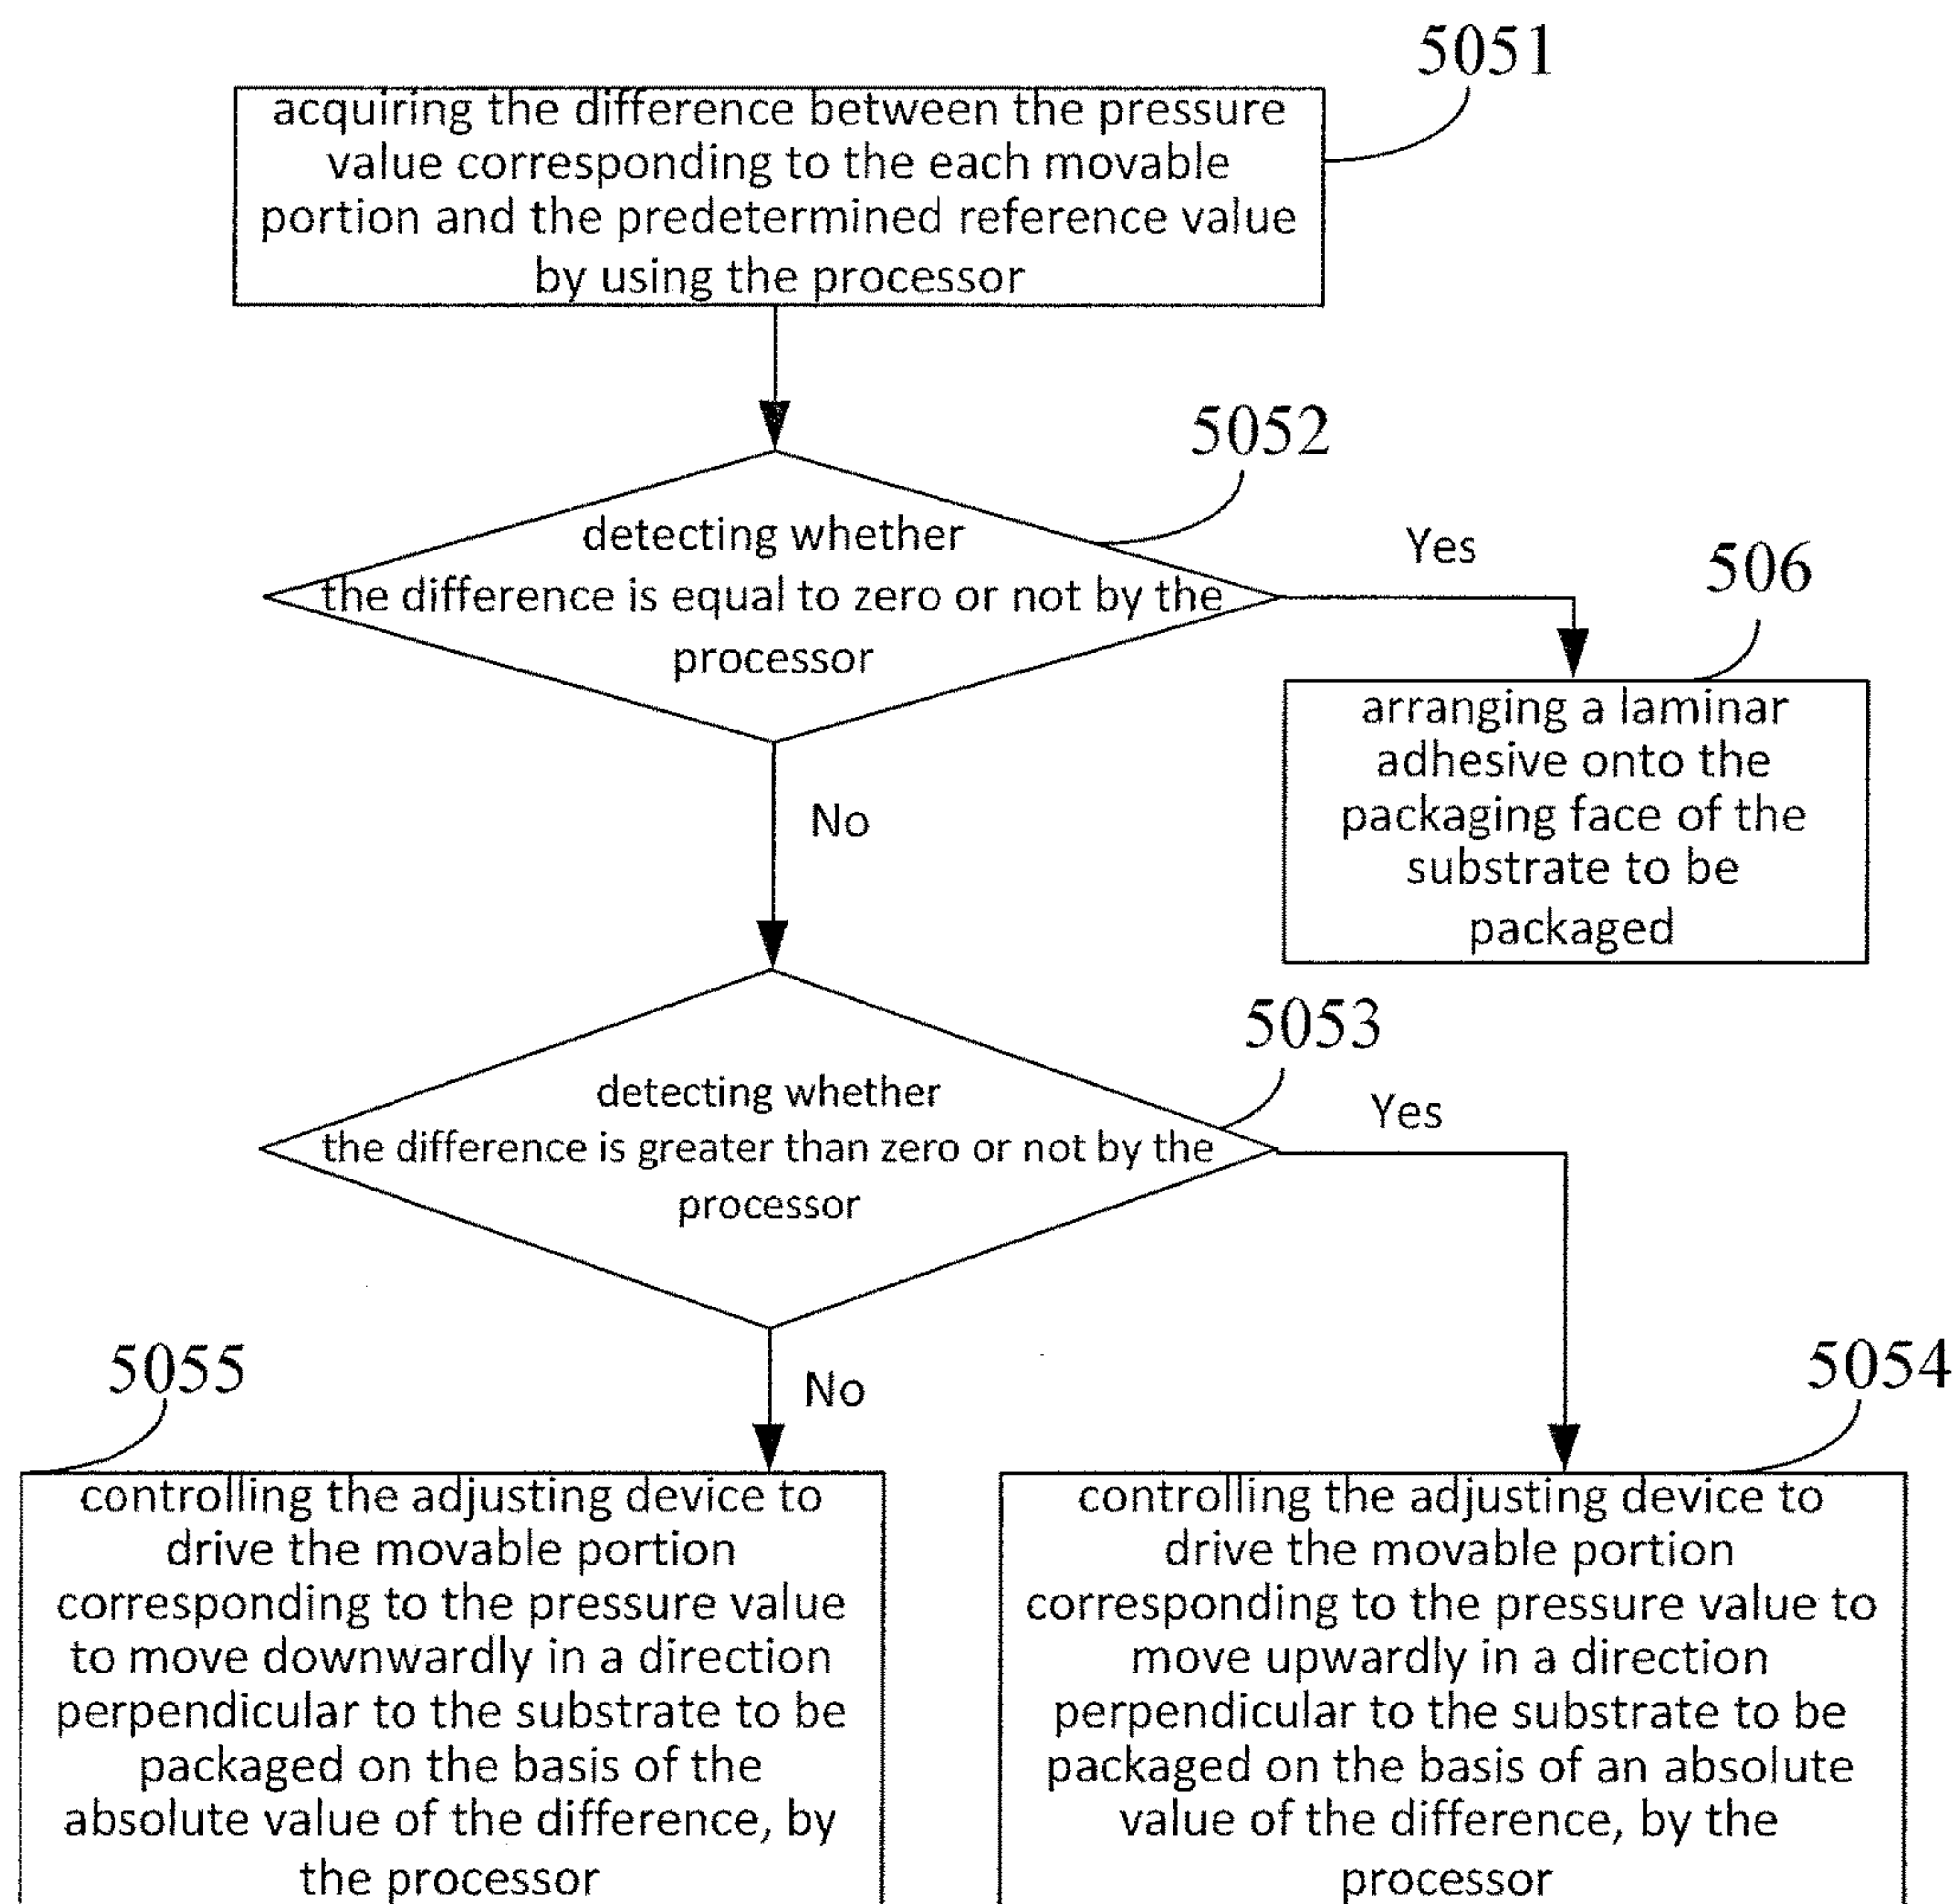 5051
acquiring the difference between the pressure
value corresponding to the each movable
portion and the predetermined reference value
by using the processor
5052
detecting whether
the difference is equal to zero or not by the
processor
Yes
506
arranging a laminar
adhesive onto the
packaging face of the
substrate to be
packaged
No
5053
detecting whether
the difference is greater than zero or not by the
processor
Yes
5055
No
5054
controlling the adjusting device to
drive the movable portion
corresponding to the pressure value
to move downwardly in a direction
perpendicular to the substrate to be
packaged on the basis of the
absolute value of the difference, by
the processor
controlling the adjusting device to
drive the movable portion
corresponding to the pressure value to
move upwardly in a direction
perpendicular to the substrate to be
packaged on the basis of an absolute
value of the difference, by the
processor